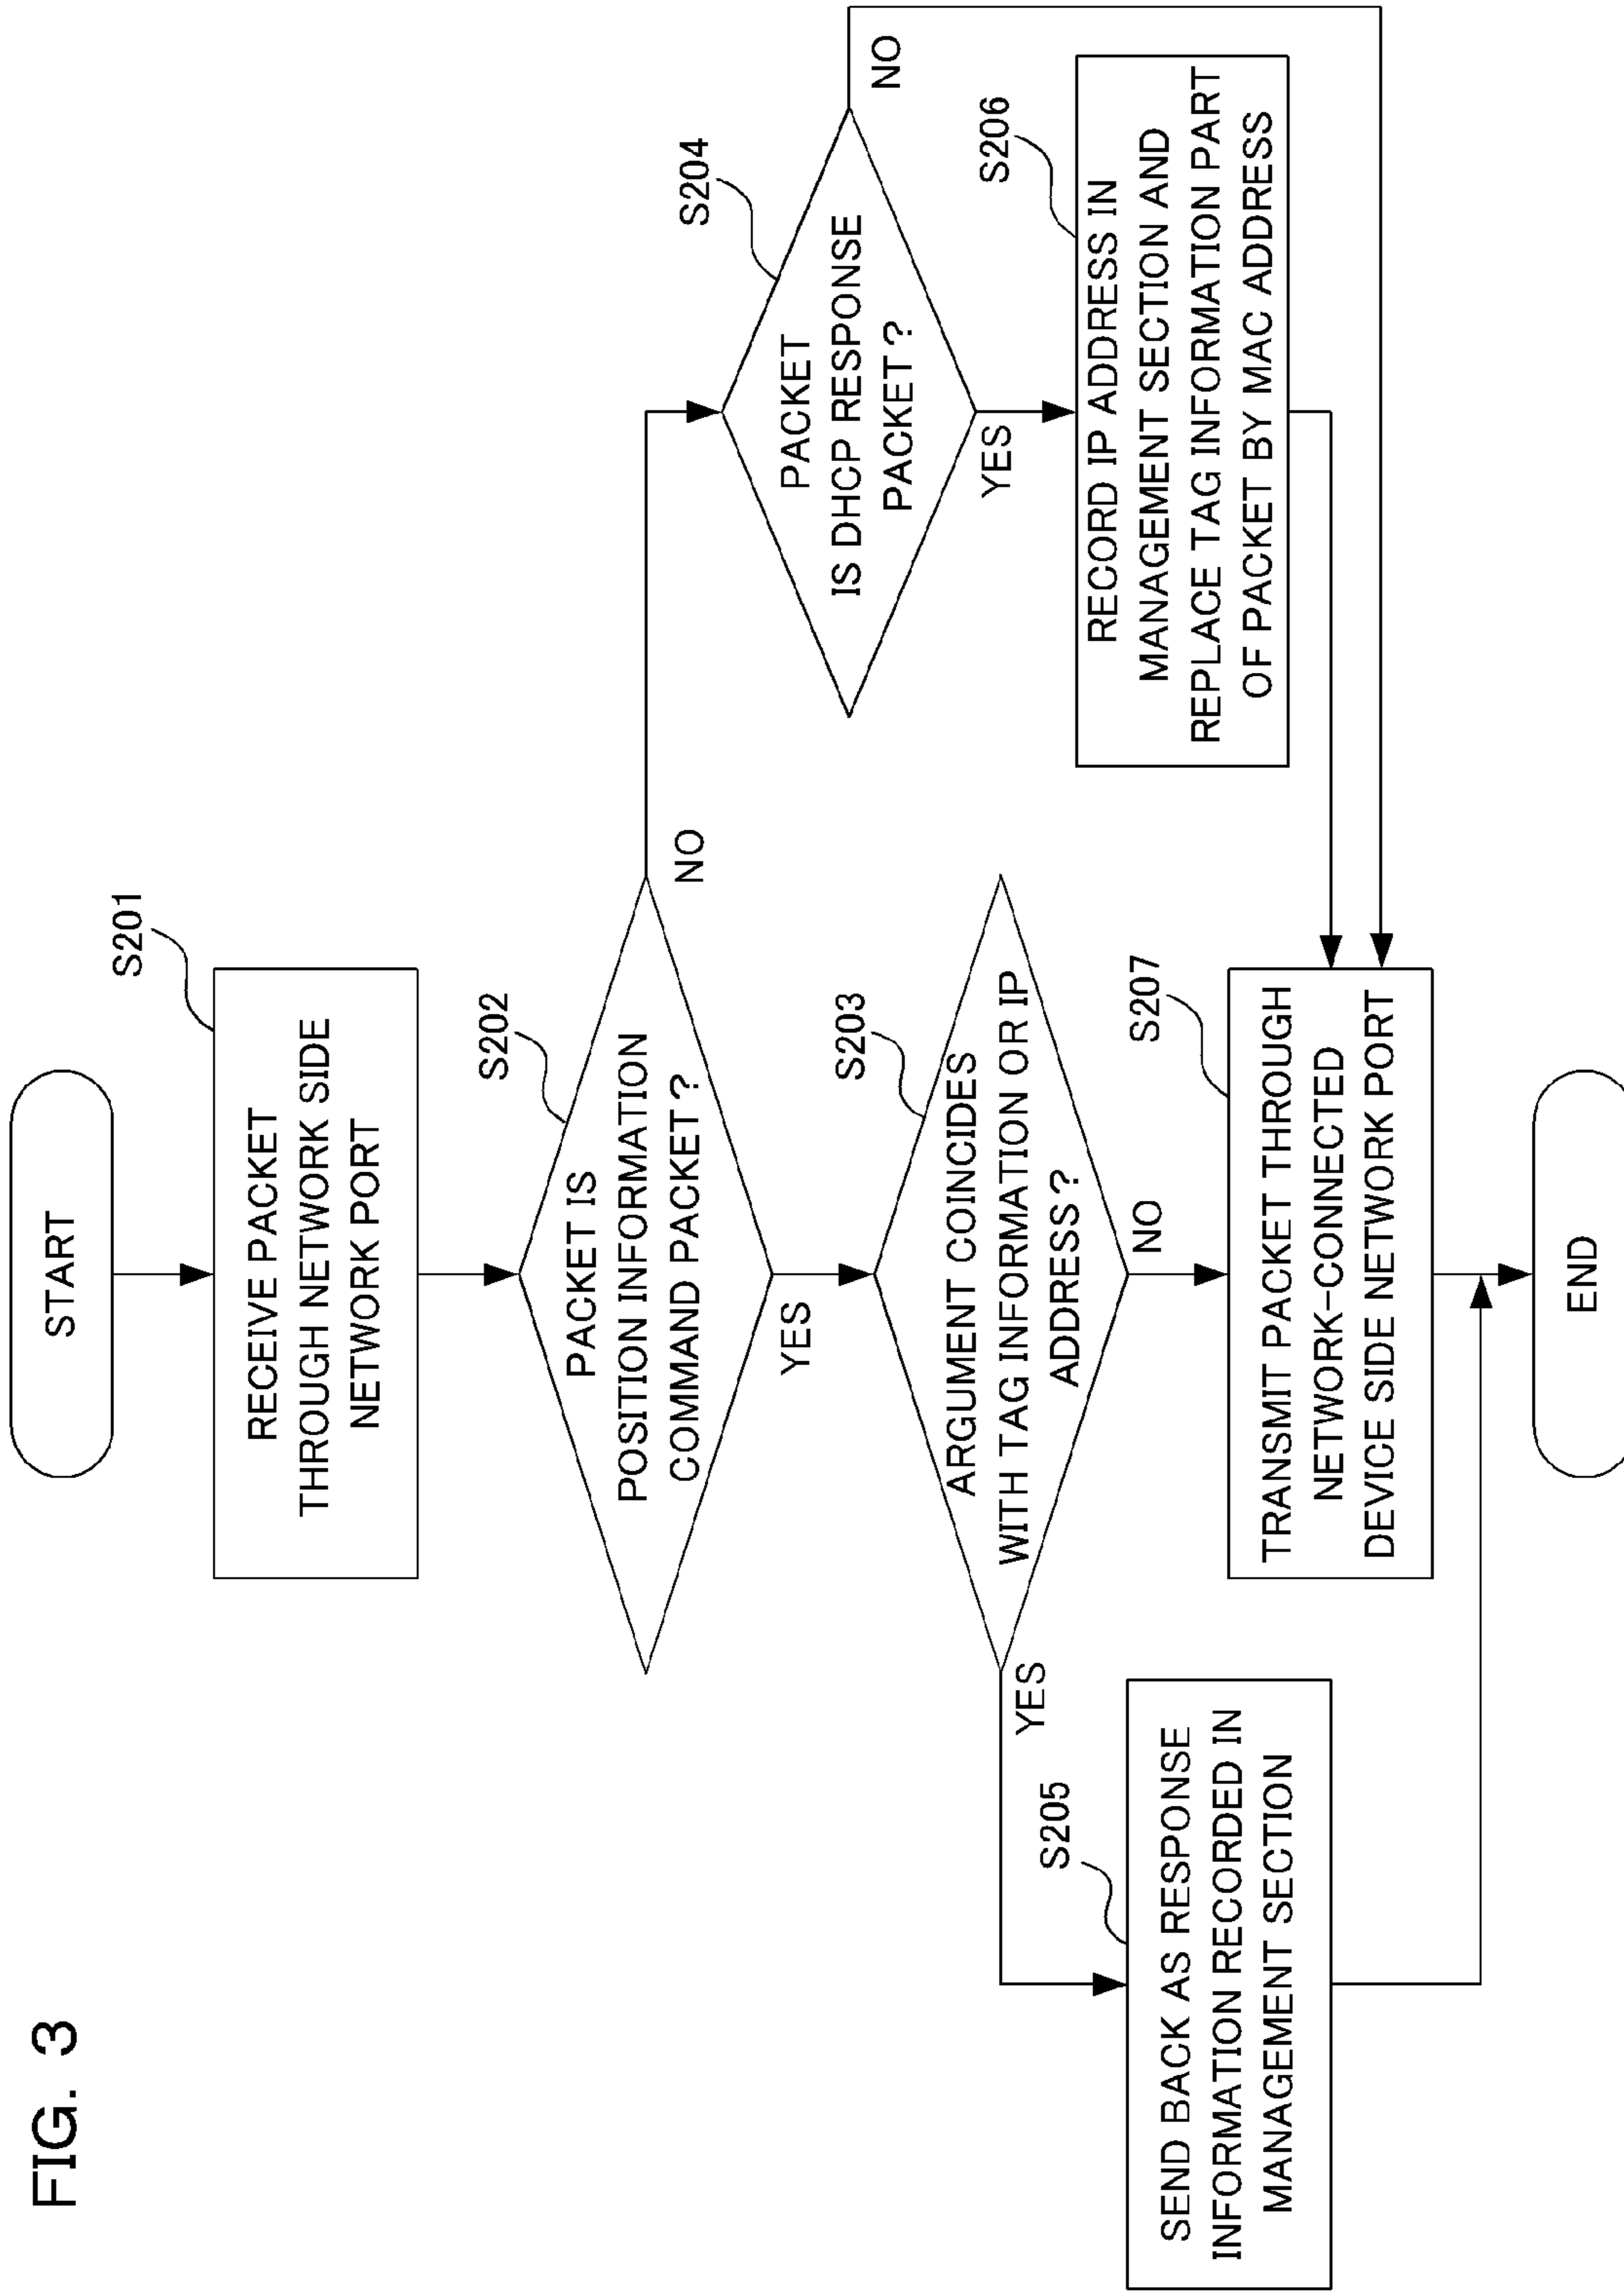 FIG. 3
START
S201
RECEIVE PACKET
THROUGH NETWORK SIDE
NETWORK PORT
S202
PACKET IS
POSITION INFORMATION
COMMAND PACKET?
NO
YES
S204
PACKET
IS DHCP RESPONSE
PACKET?
NO
YES
S203
ARGUMENT COINCIDES
WITH TAG INFORMATION OR IP
ADDRESS?
YES
NO
S206
RECORD IP ADDRESS IN
MANAGEMENT SECTION AND
REPLACE TAG INFORMATION PART
OF PACKET BY MAC ADDRESS
S205
SEND BACK AS RESPONSE
INFORMATION RECORDED IN
MANAGEMENT SECTION
S207
TRANSMIT PACKET THROUGH
NETWORK-CONNECTED
DEVICE SIDE NETWORK PORT
END